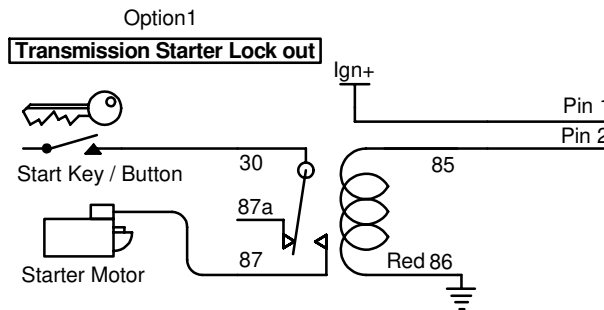 Option1
Transmission Starter Lock out
Ign+
Pin 1
Pin 2
Start Key / Button
30
85
87a
87
Red 86
Starter Motor